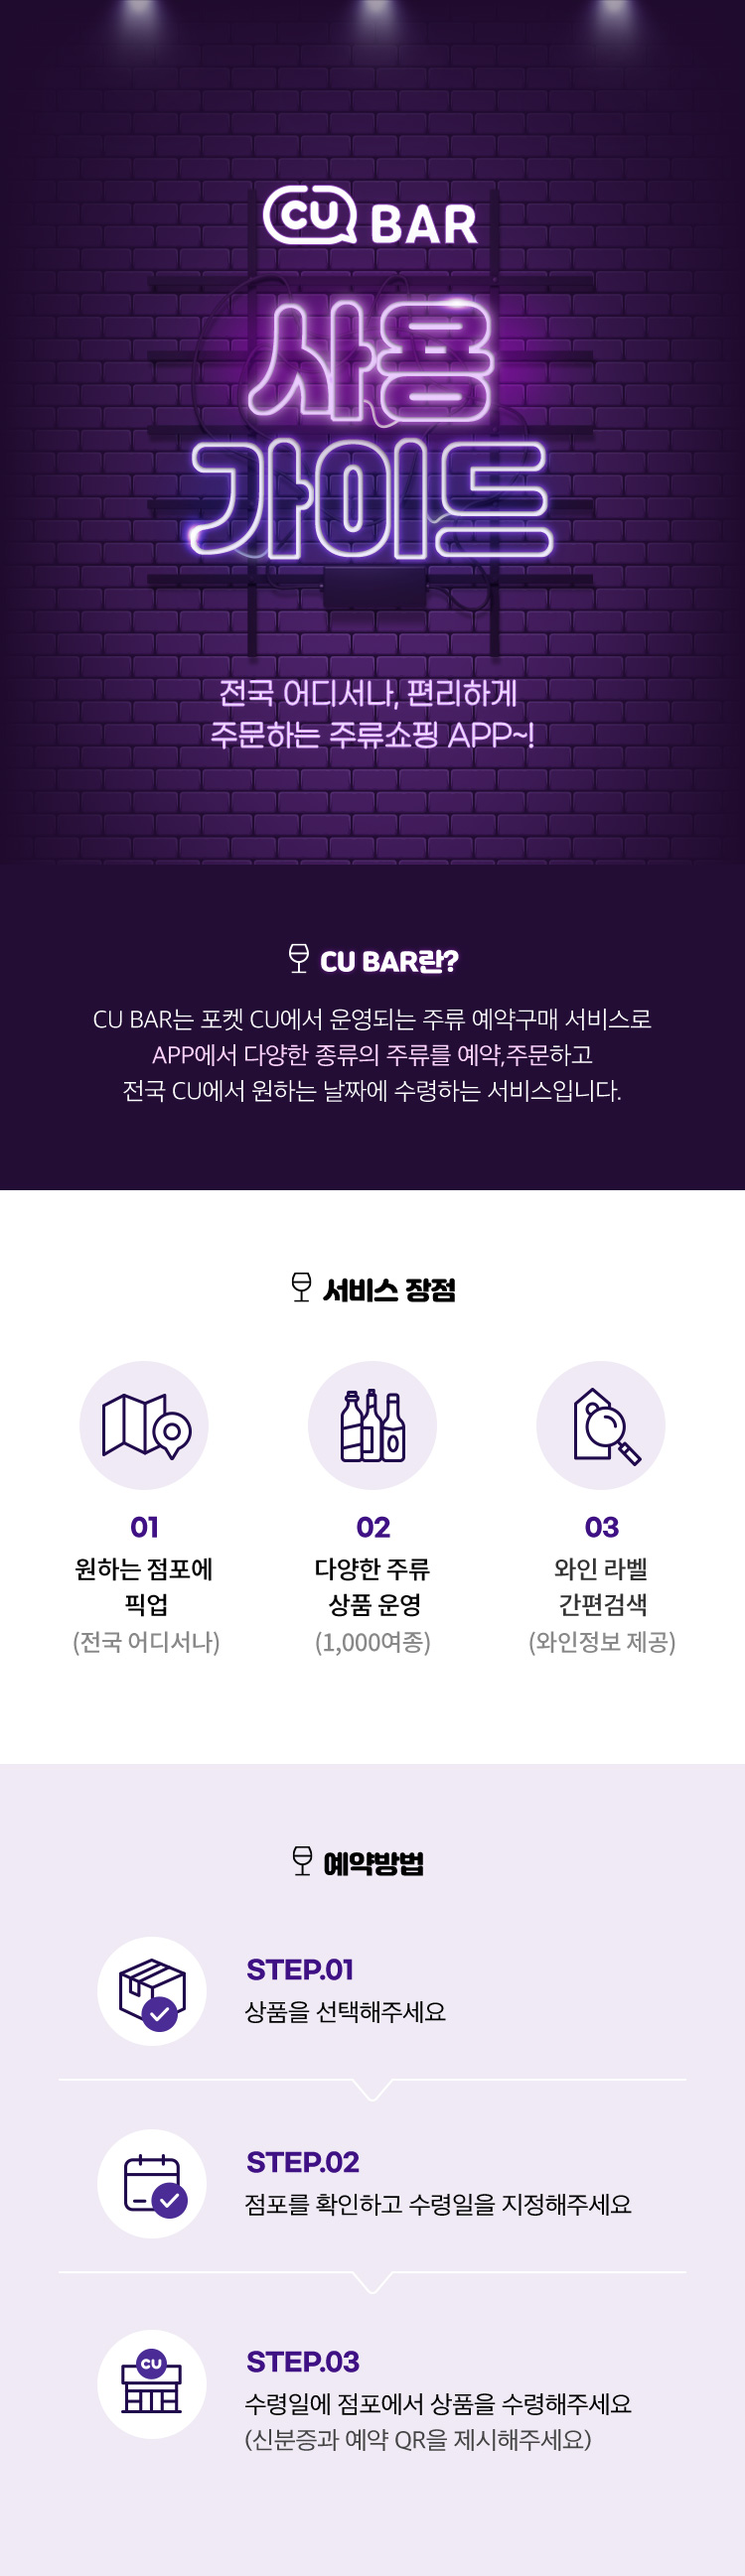 CU BAR
사용
가이드
전국 어디서나, 편리하게
주문하는 주류쇼핑 APP~!
CU BAR란?
CU BAR는 포켓 CU에서 운영되는 주류 예약구매 서비스로
APP에서 다양한 종류의 주류를 예약,주문하고
전국 CU에서 원하는 날짜에 수령하는 서비스입니다.
서비스 장점
01
원하는 점포에
픽업
(전국 어디서나)
02
다양한 주류
상품 운영
(1,000여종)
03
와인 라벨
간편검색
(와인정보 제공)
예약방법
STEP.01
상품을 선택해주세요
STEP.02
점포를 확인하고 수령일을 지정해주세요
CU
STEP.03
수령일에 점포에서 상품을 수령해주세요
(신분증과 예약 QR을 제시해주세요)